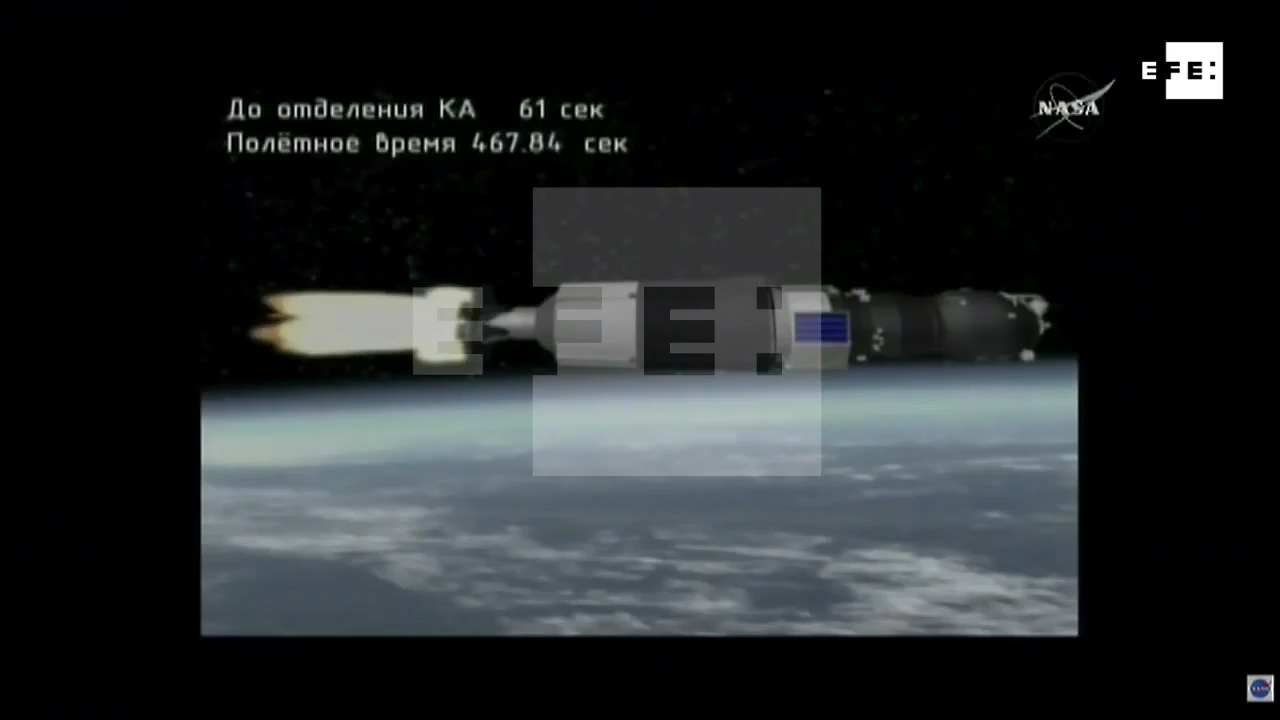 До отделения КА 61 сек
Полётное время 467.84 сек
NASA
EFE:
EFE: